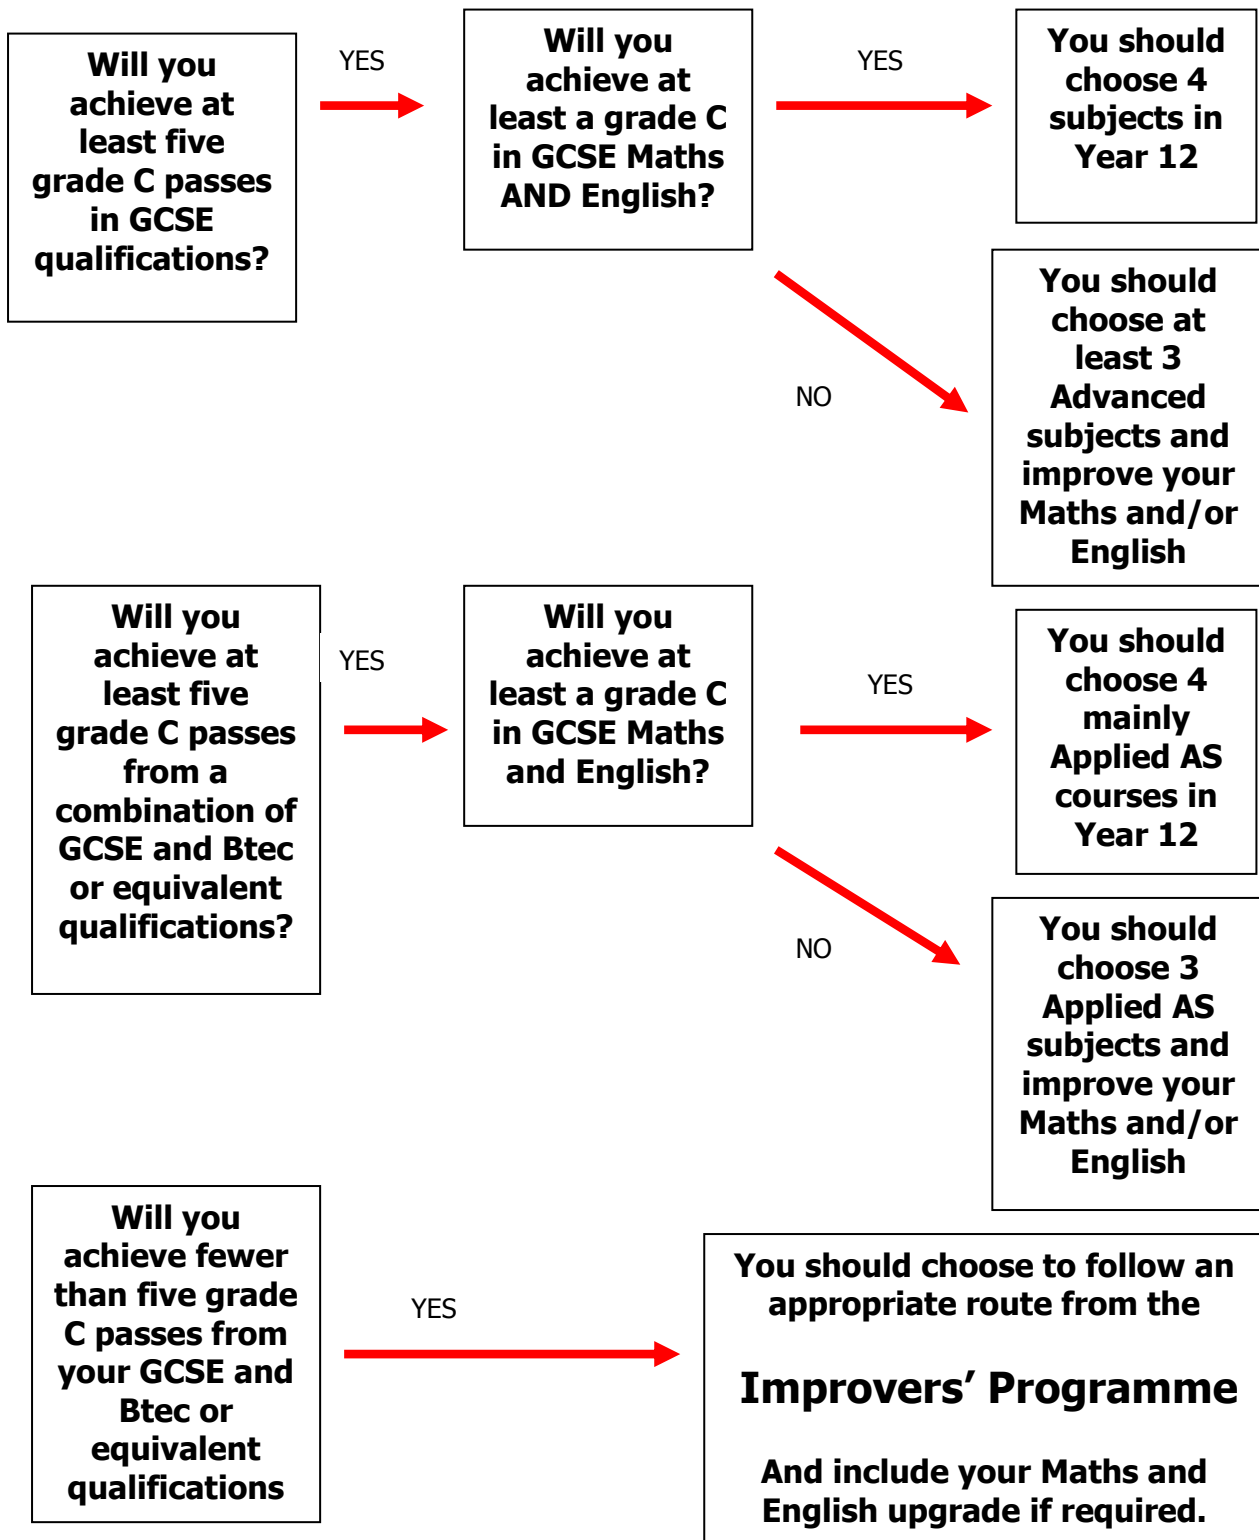 Will you
achieve at
least five
grade C passes
in GCSE
qualifications?
YES
Will you
achieve at
least a grade C
in GCSE Maths
AND English?
YES
You should
choose 4
subjects in
Year 12
NO
You should
choose at
least 3
Advanced
subjects and
improve your
Maths and/or
English
Will you
achieve at
least five
grade C passes
from a
combination of
GCSE and Btec
or equivalent
qualifications?
YES
Will you
achieve at
least a grade C
in GCSE Maths
and English?
YES
You should
choose 4
mainly
Applied AS
courses in
Year 12
NO
You should
choose 3
Applied AS
subjects and
improve your
Maths and/or
English
Will you
achieve fewer
than five grade
C passes from
your GCSE and
Btec or
equivalent
qualifications
YES
You should choose to follow an
appropriate route from the
Improvers’ Programme
And include your Maths and
English upgrade if required.